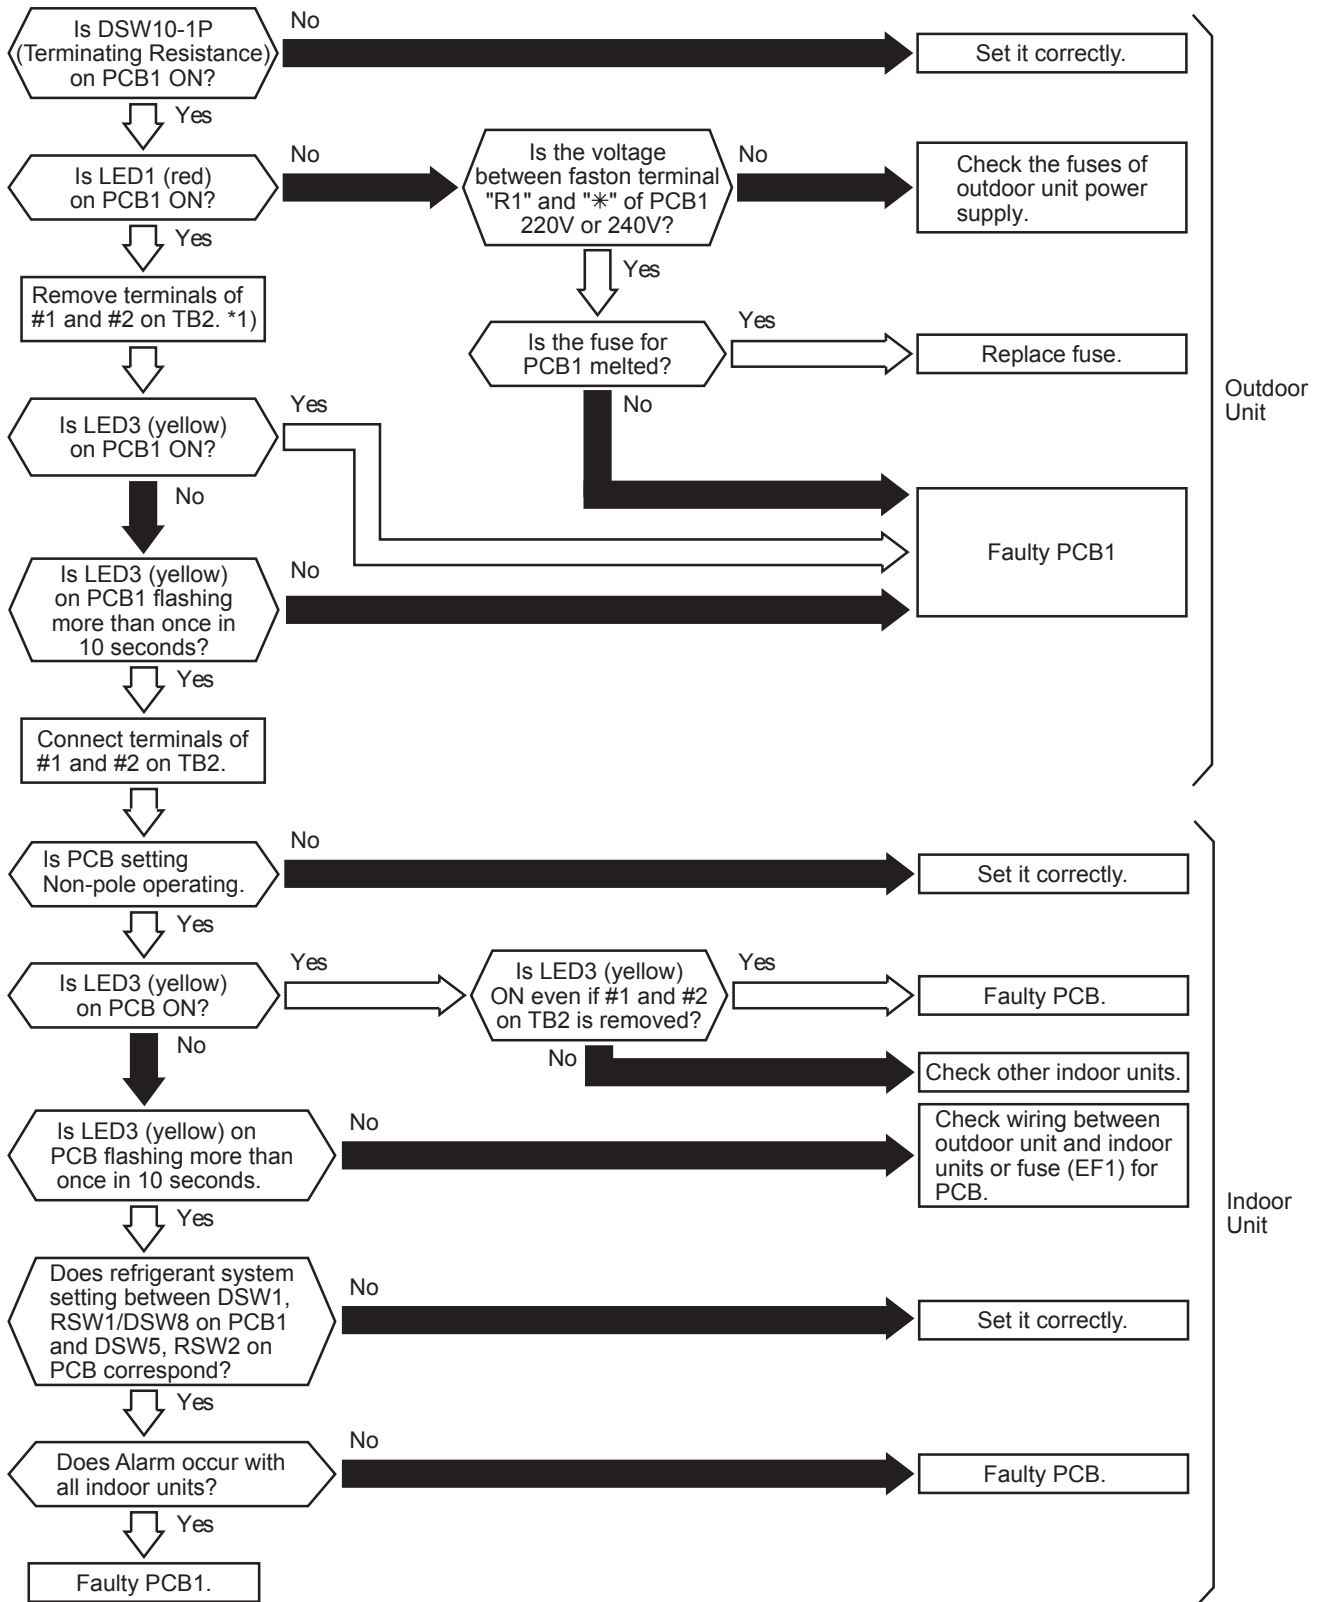 Is DSW10-1P
(Terminating Resistance)
on PCB1 ON?
No
Set it correctly.
Yes
Is LED1 (red)
on PCB1 ON?
No
Is the voltage
between faston terminal
"R1" and "✳" of PCB1
220V or 240V?
No
Check the fuses of
outdoor unit power
supply.
Yes
Yes
Remove terminals of
#1 and #2 on TB2. *1)
Is the fuse for
PCB1 melted?
Yes
Replace fuse.
No
Outdoor
Unit
Is LED3 (yellow)
on PCB1 ON?
Yes
No
Faulty PCB1
Is LED3 (yellow)
on PCB1 flashing
more than once in
10 seconds?
No
Yes
Connect terminals of
#1 and #2 on TB2.
Is PCB setting
Non-pole operating.
No
Set it correctly.
Yes
Is LED3 (yellow)
on PCB ON?
Yes
Is LED3 (yellow)
ON even if #1 and #2
on TB2 is removed?
Yes
Faulty PCB.
No
No
Check other indoor units.
Is LED3 (yellow) on
PCB flashing more than
once in 10 seconds.
No
Check wiring between
outdoor unit and indoor
units or fuse (EF1) for
PCB.
Indoor
Unit
Yes
Does refrigerant system
setting between DSW1,
RSW1/DSW8 on PCB1
and DSW5, RSW2 on
PCB correspond?
No
Set it correctly.
Yes
Does Alarm occur with
all indoor units?
No
Faulty PCB.
Yes
Faulty PCB1.